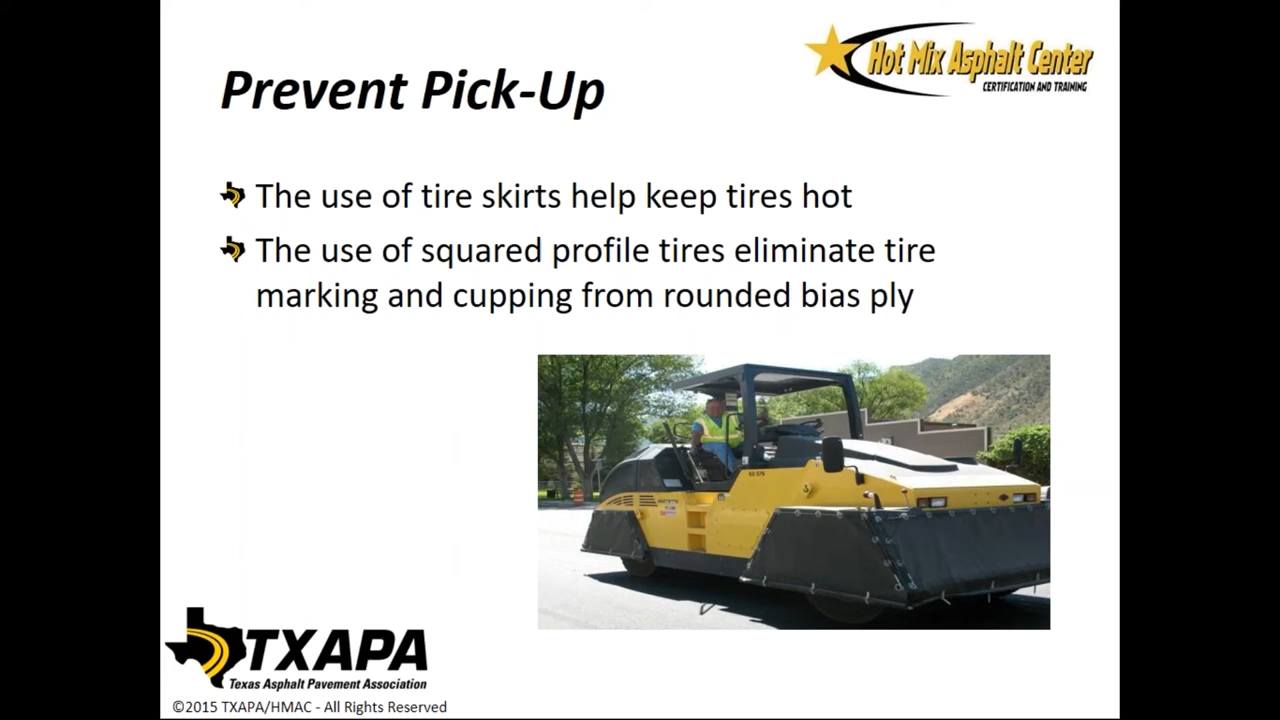 Hot Mix Asphalt Center
CERTIFICATION AND TRAINING
Prevent Pick-Up
The use of tire skirts help keep tires hot
The use of squared profile tires eliminate tire
marking and cupping from rounded bias ply
TXAPA
Texas Asphalt Pavement Association
©2015 TXAPA/HMAC - All Rights Reserved